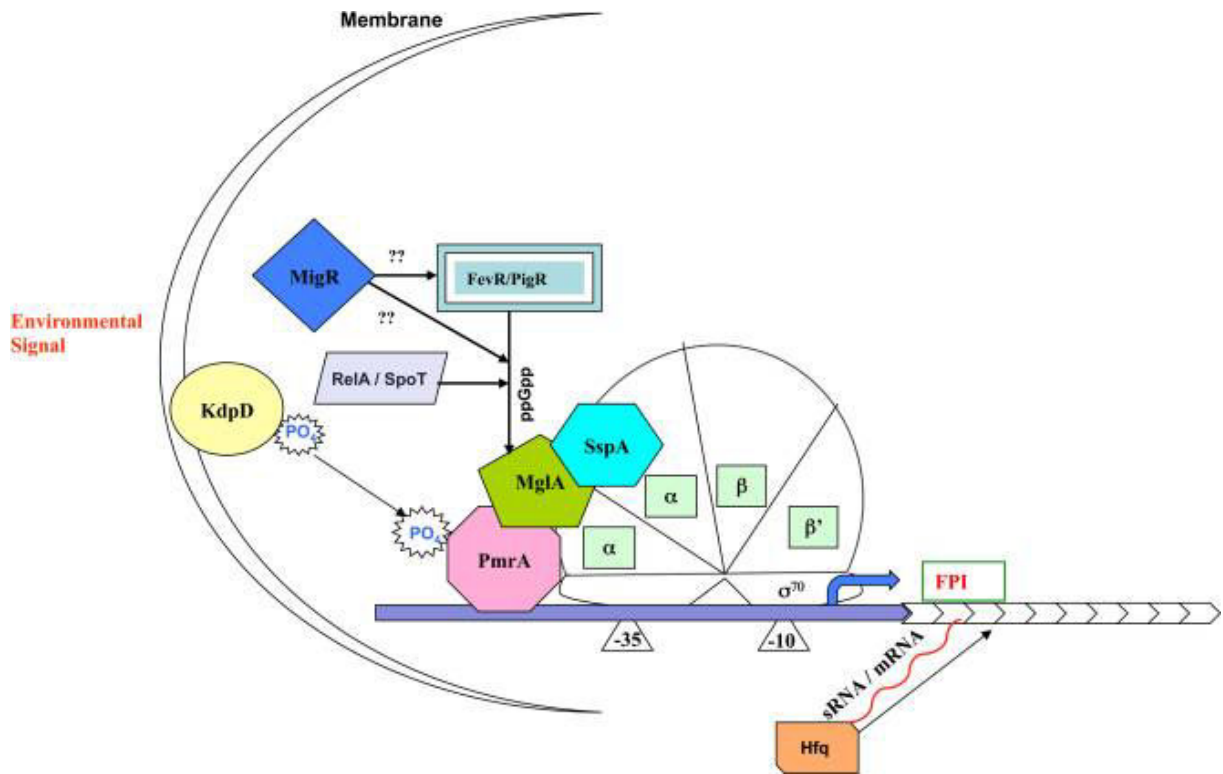 Membrane
??
MigR
FevR/PigR
??
Environmental
Signal
RelA / SpoT
ppGpp
KdpD
PO4
SspA
MglA
α
β
PO4
β’
α
PmrA
σ70
FPI
-35
-10
sRNA / mRNA
Hfq